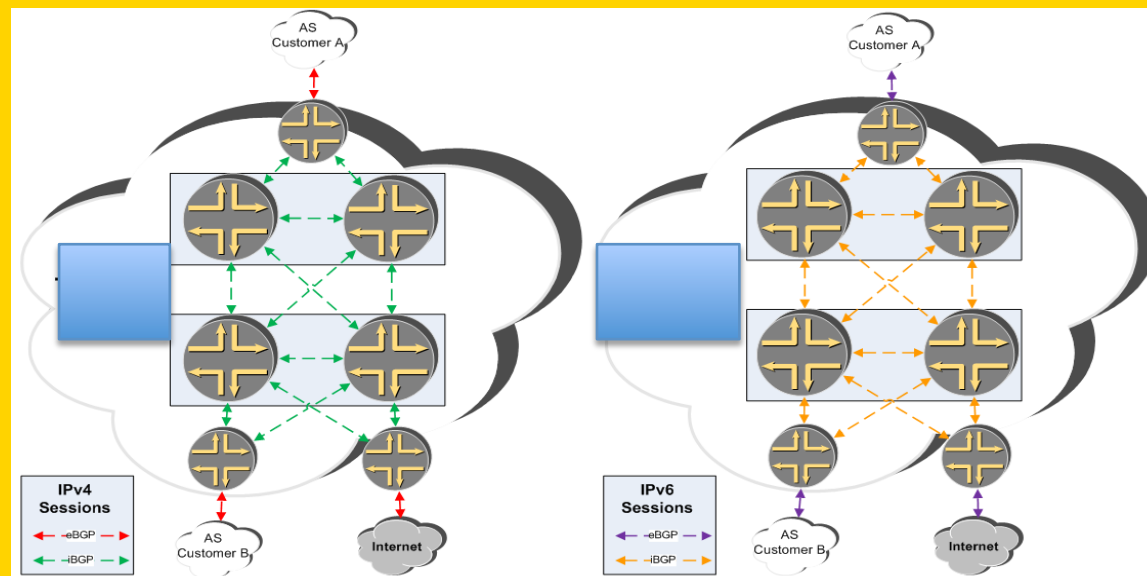 AS
Customer A
AS
Customer A
IPv4
Sessions
eBGP
iBGP
AS
Customer B
Internet
IPv6
Sessions
eBGP
iBGP
AS
Customer B
Internet